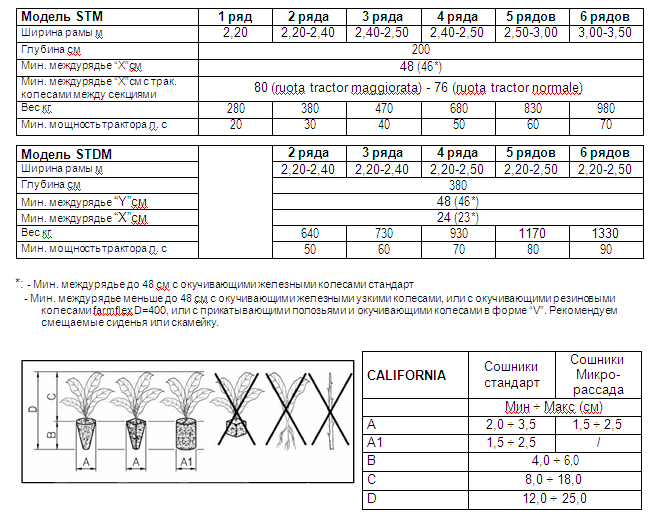 Модель STM 1 ряд 2 ряда 3 ряда 4 ряда 5 рядов 6 рядов
Ширина рамы м 2,20 2,20-2,40 2,40-2,50 2,40-2,50 2,50-3,00 3,00-3,50
Глубина см 200
Мин. междурядье “X”см 48 (46*)
Мин. междурядье “X”см с трак.
колесами между секциями 80 (ruota tractor maggiorata) - 76 (ruota tractor normale)
Вес кг 280 380 470 680 830 980
Мин. мощность трактора л. с 20 30 40 50 60 70
Модель STDM 2 ряда 3 ряда 4 ряда 5 рядов 6 рядов
Ширина рамы м 2,20-2,40 2,20-2,40 2,20-2,50 2,20-2,50 2,20-2,50
Глубина см 380
Мин. междурядье “Y”см 48 (46*)
Мин. междурядье “X”см 24 (23*)
Вес кг 640 730 930 1170 1330
Мин. мощность трактора л. с 50 60 70 80 90
*: - Мин. междурядье до 48 см с окучивающими железными колесами стандарт
- Мин. междурядье меньше до 48 см с окучивающими железными узкими колесами, или с окучивающими резиновыми
колесами farmflex D=400, или с прикатывающими полозьями и окучивающими колесами в форме “V”. Рекомендуем
смещаемые сиденья или скамейку.
D C B A A A1
CALIFORNIA Сошники стандарт Сошники Микро-рассада
Мин ÷ Макс (см)
A 2,0 ÷ 3,5 1,5 ÷ 2,5
A1 1,5 ÷ 2,5 /
B 4,0 ÷ 6,0
C 8,0 ÷ 18,0
D 12,0 ÷ 25,0